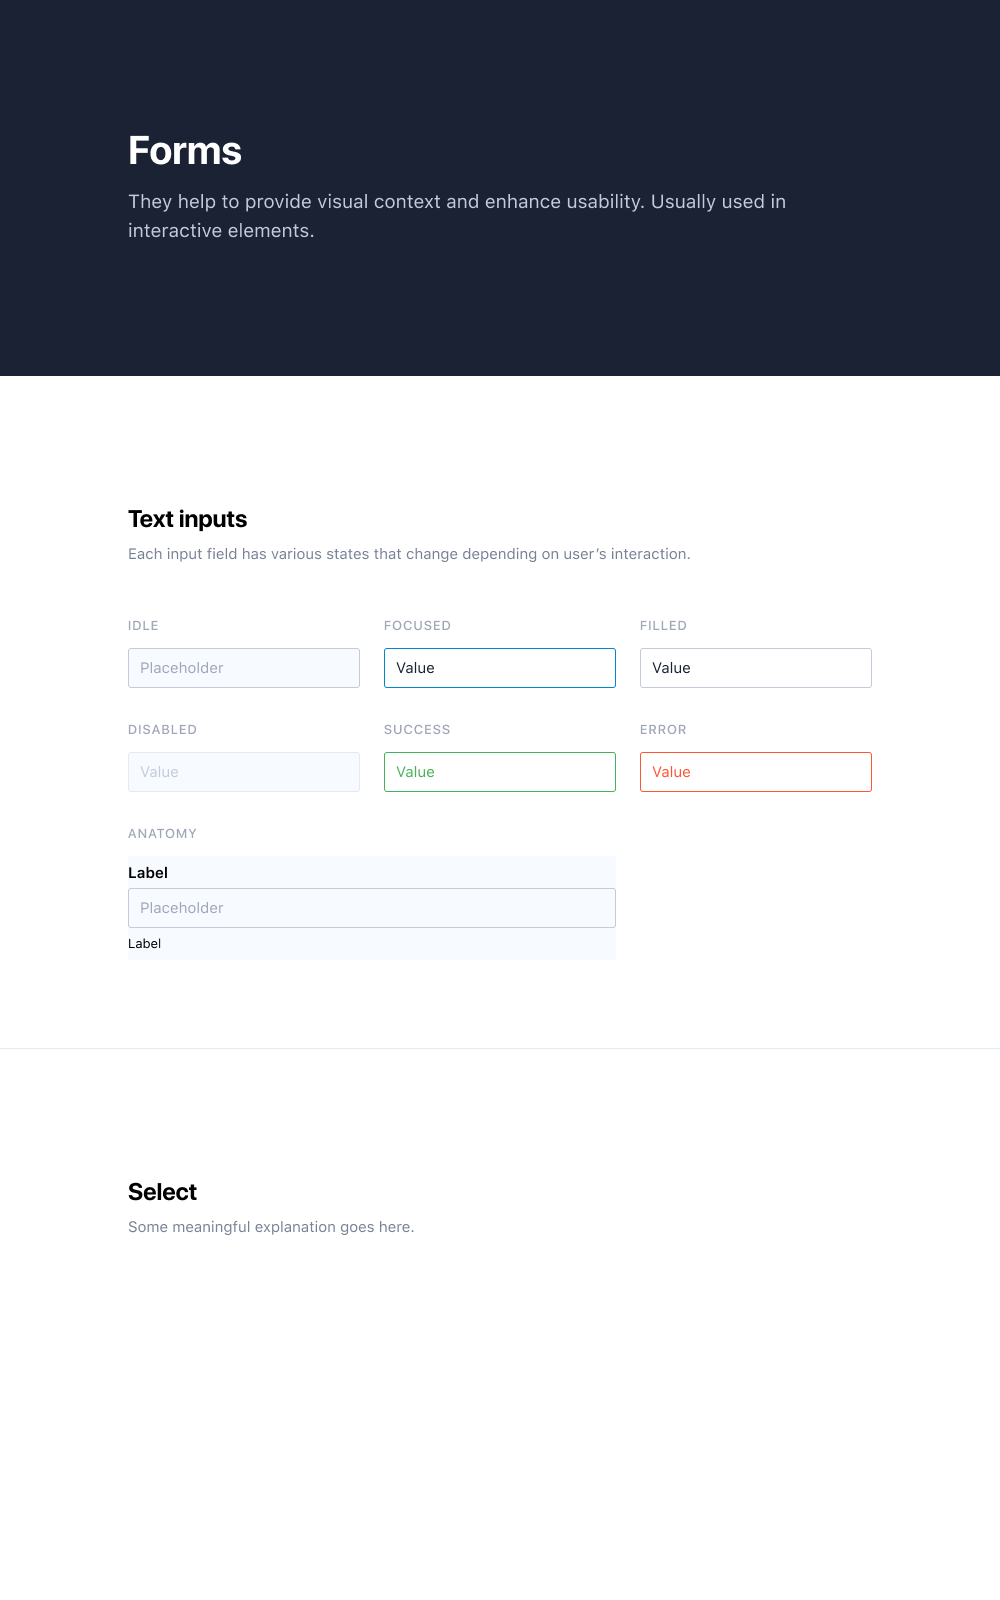 Forms
They help to provide visual context and enhance usability. Usually used in
interactive elements.
Text inputs
Each input field has various states that change depending on user’s interaction.
IDLE
FOCUSED
FILLED
Placeholder
Value
Value
DISABLED
SUCCESS
ERROR
Value
Value
Value
ANATOMY
Label
Placeholder
Label
Select
Some meaningful explanation goes here.